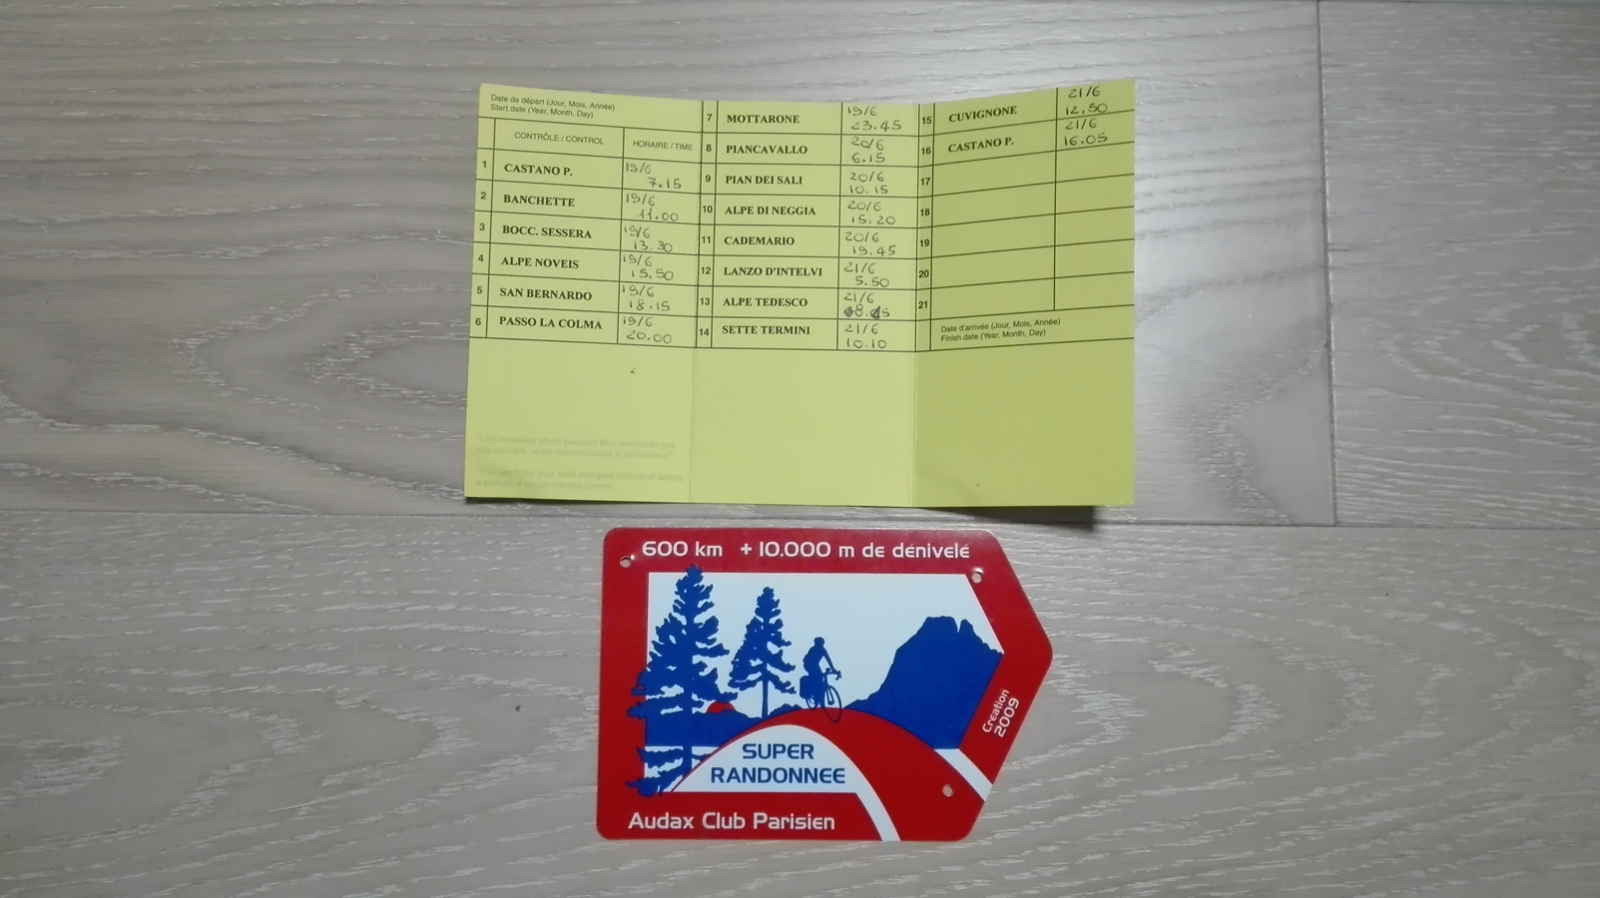 Date de départ (Jour, Mois, Année)
Start date (Year, Month, Day)
CONTRÔLE / CONTROL HORAIRE / TIME
1 CASTANO P. 19/6 7.15
2 BANCHETTE 19/6 11.00
3 BOCC. SESSERA 19/6 13.30
4 ALPE NOVEIS 19/6 15.50
5 SAN BERNARDO 19/6 18.15
6 PASSO LA COLMA 19/6 20.00
7 MOTTARONE 19/6 23.45
8 PIANCAVALLO 20/6 6.15
9 PIAN DEI SALI 20/6 10.15
10 ALPE DI NEGGIA 20/6 15.20
11 CADEMARIO 20/6 19.45
12 LANZO D'INTELVI 21/6 5.50
13 ALPE TEDESCO 21/6
14 SETTE TERMINI 21/6 10.10
15 CUVIGNONE 21/6 12.50
16 CASTANO P. 21/6 16.05
17
18
19
20
21
Date d'arrivée (Jour, Mois, Année)
Finish date (Year, Month, Day)
600 km + 10.000 m de dénivelé
Création
2009
SUPER
RANDONNEE
Audax Club Parisien